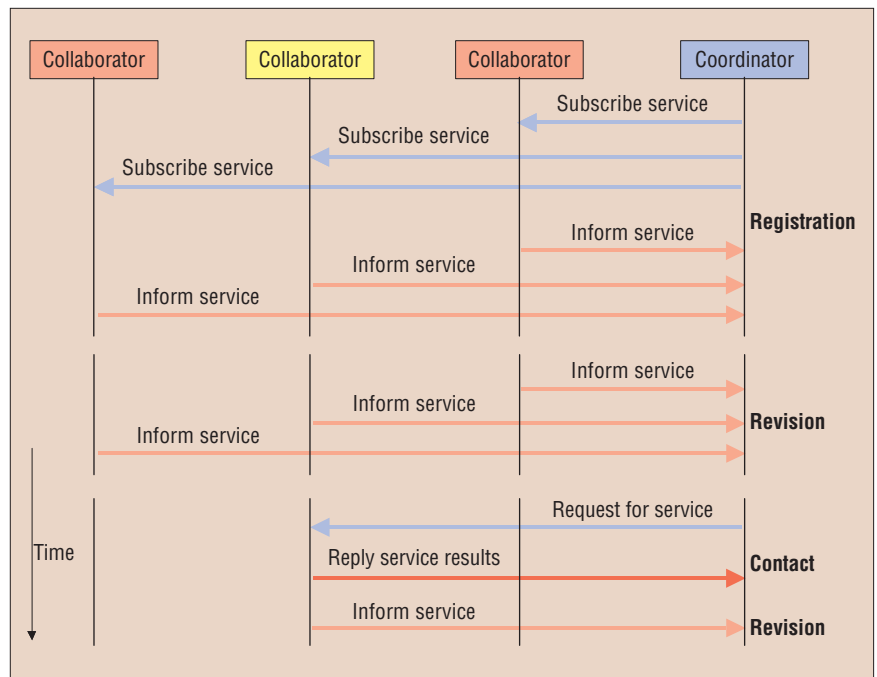 Collaborator Collaborator Collaborator Coordinator
Subscribe service
Subscribe service
Subscribe service
Registration
Inform service
Inform service
Inform service
Inform service
Inform service
Revision
Inform service
Request for service
Time
Reply service results
Contact
Inform service
Revision